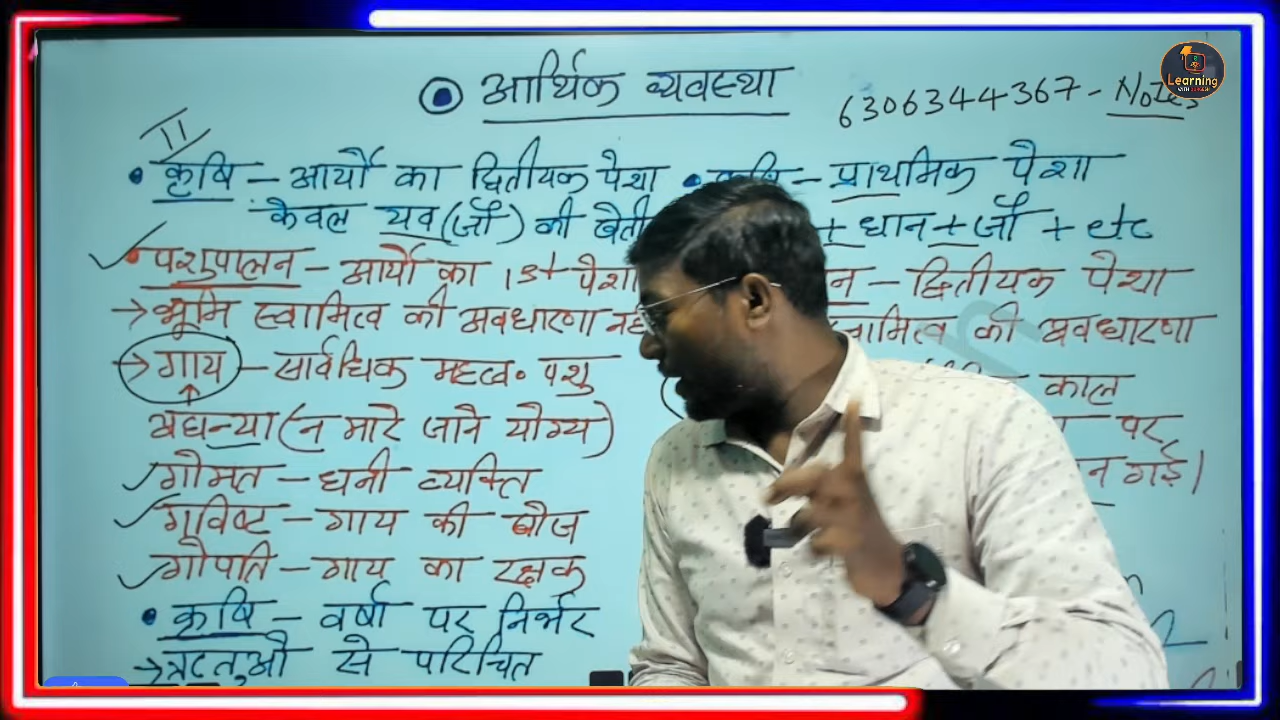 आर्थिक व्यवस्था
6306344367 - Notes
Learning
II
• कृषि - आर्यो का द्वितीयक पेशा
• कृषि - प्राथमिक पेशा
केवल यव (जौ) की खेती
+ धान + जौ + etc
• पशुपालन - आर्यो का 1st पेशा
न - द्वितीयक पेशा
→ भूमि स्वामित्व की अवधारणा नही
की अवधारणा
→ गाय - सार्वधिक महत्व. पशु
काल
अघन्या (न मारे जाने योग्य)
पर
गोमत - धनी व्यक्ति
न गई।
गविष्ट - गाय की खोज
गोपति - गाय का रक्षक
• कृषि - वर्षा पर निर्भर
→ ऋतुओ से परिचित